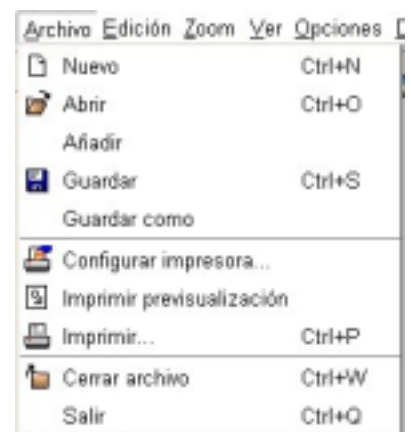 Archivo Edición Zoom Ver Opciones
Nuevo Ctrl+N
Abrir Ctrl+O
Añadir
Guardar Ctrl+S
Guardar como
Configurar impresora...
Imprimir previsualización
Imprimir... Ctrl+P
Cerrar archivo Ctrl+W
Salir Ctrl+Q